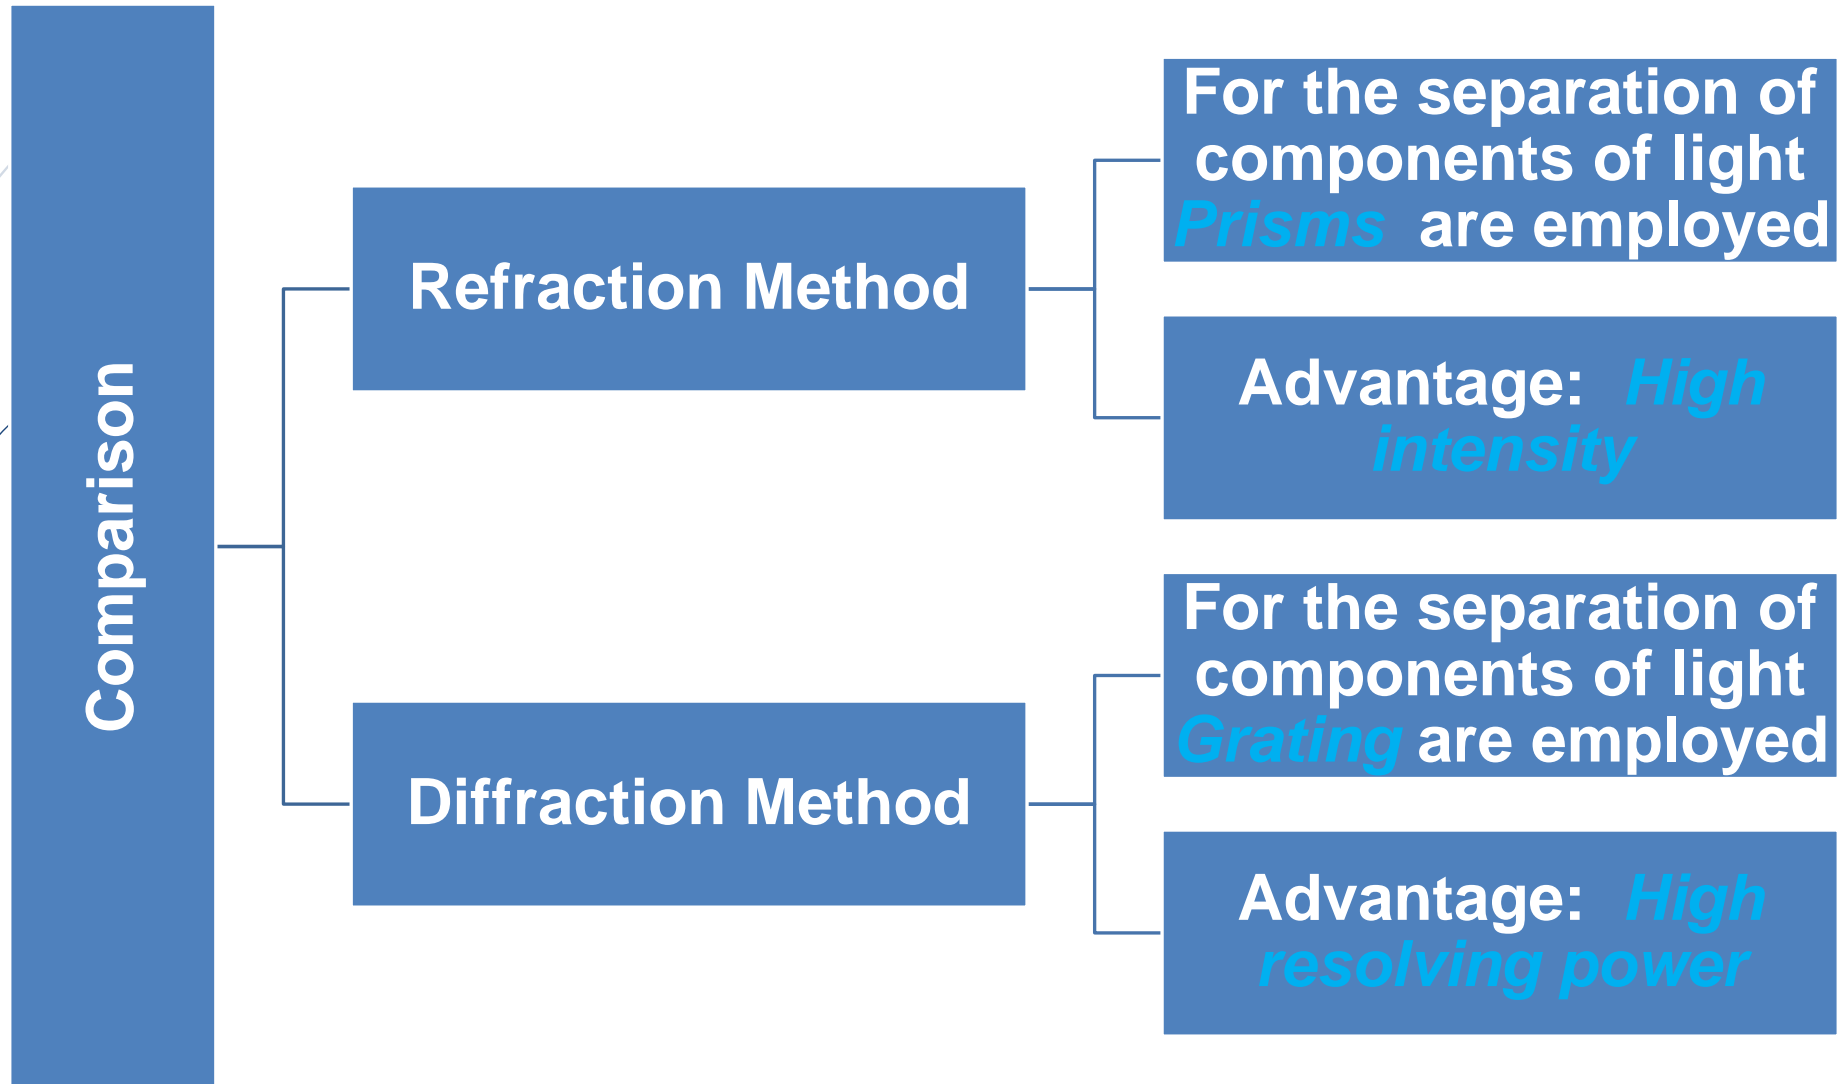 Comparison
Refraction Method
For the separation of
components of light
Prisms are employed
Advantage: High
intensity
Diffraction Method
For the separation of
components of light
Grating are employed
Advantage: High
resolving power